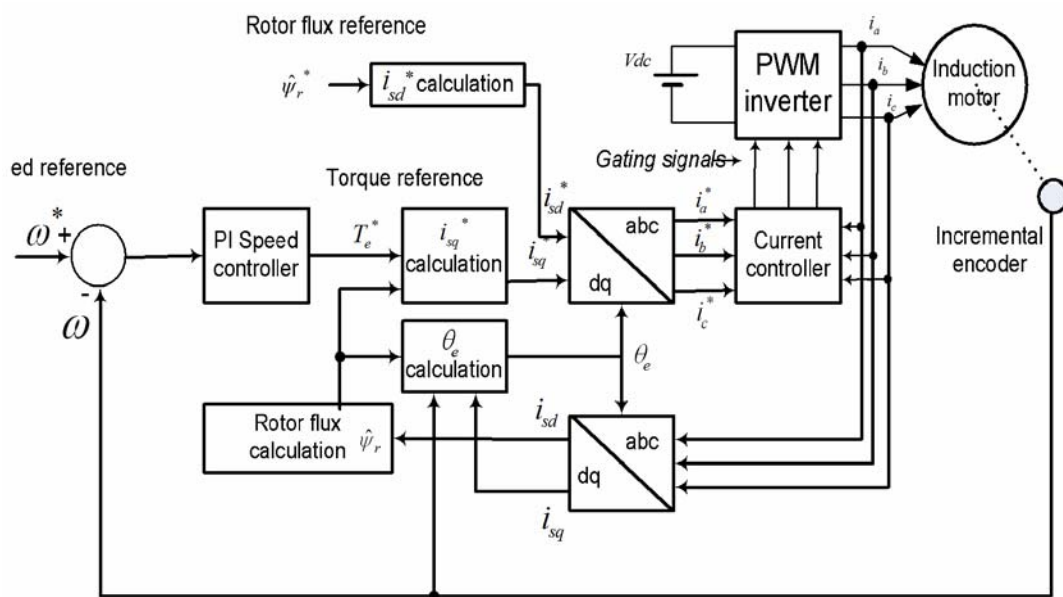 Rotor flux reference
ψ̂r*
isd* calculation
Vdc
PWM
inverter
ia
ib
ic
Induction
motor
Gating signals
ed reference
ω*
+
-
ω
PI Speed
controller
Torque reference
Te*
isq*
calculation
isd*
isq*
abc
dq
ia*
ib*
ic*
Current
controller
Incremental
encoder
θe
calculation
θe
Rotor flux
calculation ψ̂r
isd
isq
abc
dq